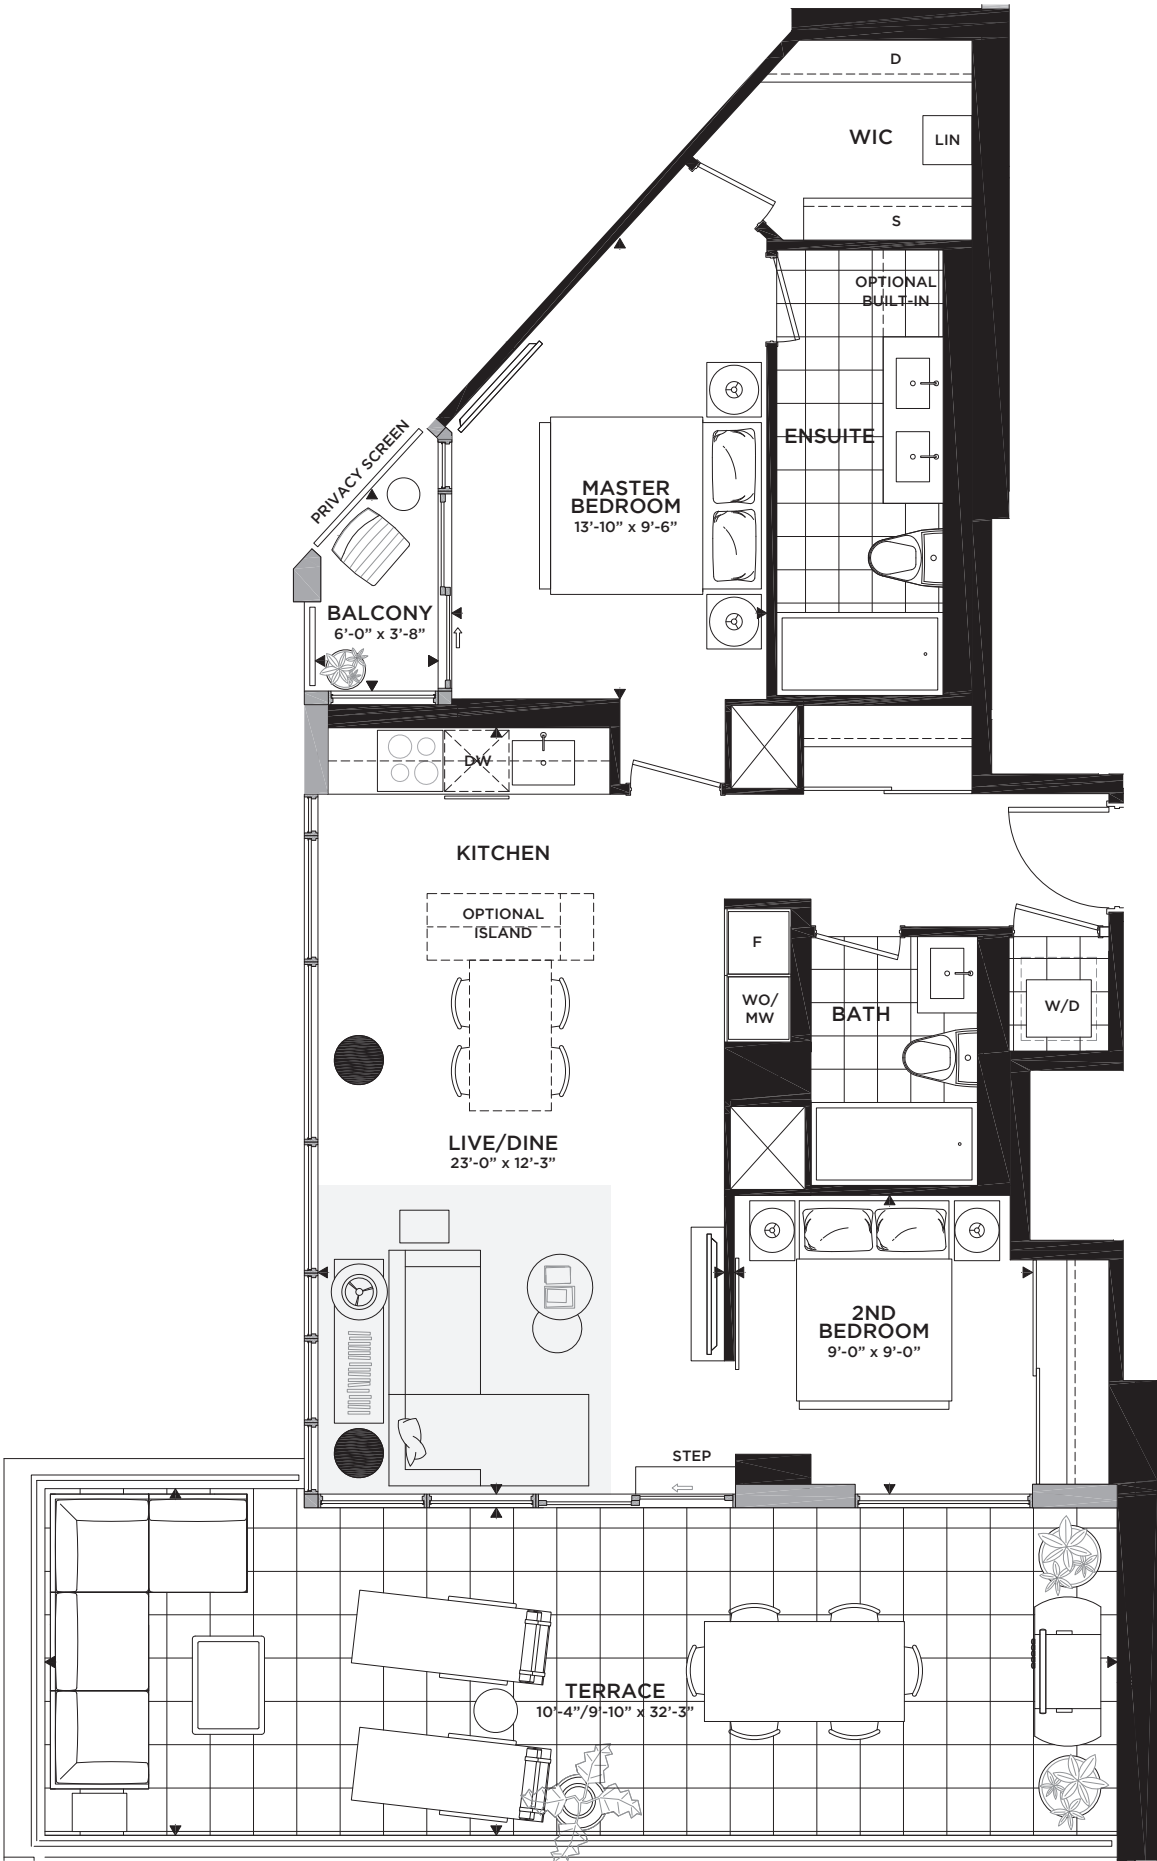 D
WIC
LIN
S
OPTIONAL
BUILT-IN
PRIVACY SCREEN
ENSUITE
MASTER
BEDROOM
13'-10" x 9'-6"
BALCONY
6'-0" x 3'-8"
DW
KITCHEN
OPTIONAL
ISLAND
F
WO/
MW
BATH
W/D
LIVE/DINE
23'-0" x 12'-3"
2ND
BEDROOM
9'-0" x 9'-0"
STEP
TERRACE
10'-4"/9'-10" x 32'-3"